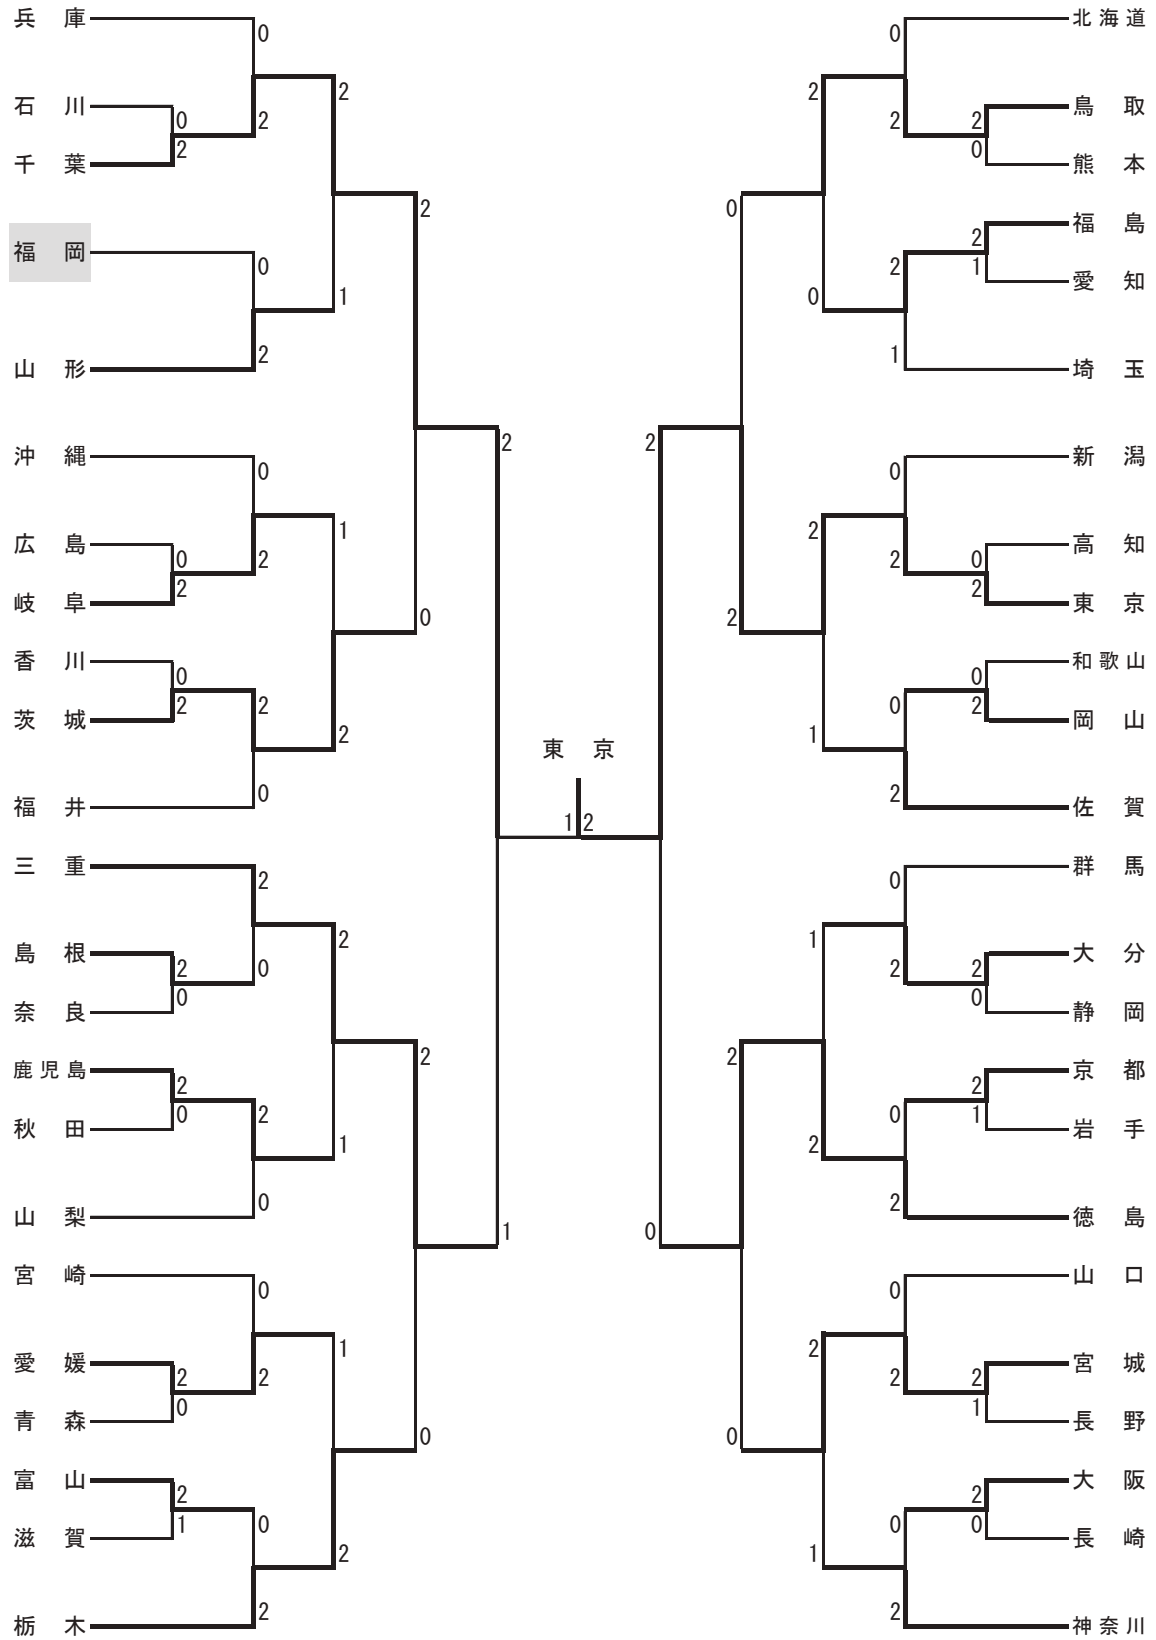 兵庫
0
2
石川
0
千葉
2
2
福岡
0
山形
2
1
2
沖縄
0
広島
0
岐阜
2
2
1
香川
0
茨城
2
2
福井
0
2
0
2
三重
2
島根
2
奈良
0
0
2
鹿児島
2
秋田
0
2
山梨
0
1
2
宮崎
0
愛媛
2
青森
0
2
1
富山
2
滋賀
1
0
栃木
2
2
0
1
東京
1 2
北海道
0
鳥取
2
熊本
0
2
2
福島
2
愛知
1
2
埼玉
1
0
0
新潟
0
高知
0
東京
2
2
2
和歌山
0
岡山
2
0
佐賀
2
1
2
2
群馬
0
大分
2
静岡
0
2
1
京都
2
岩手
1
0
徳島
2
2
2
山口
0
宮城
2
長野
1
2
2
大阪
2
長崎
0
0
神奈川
2
1
0
0